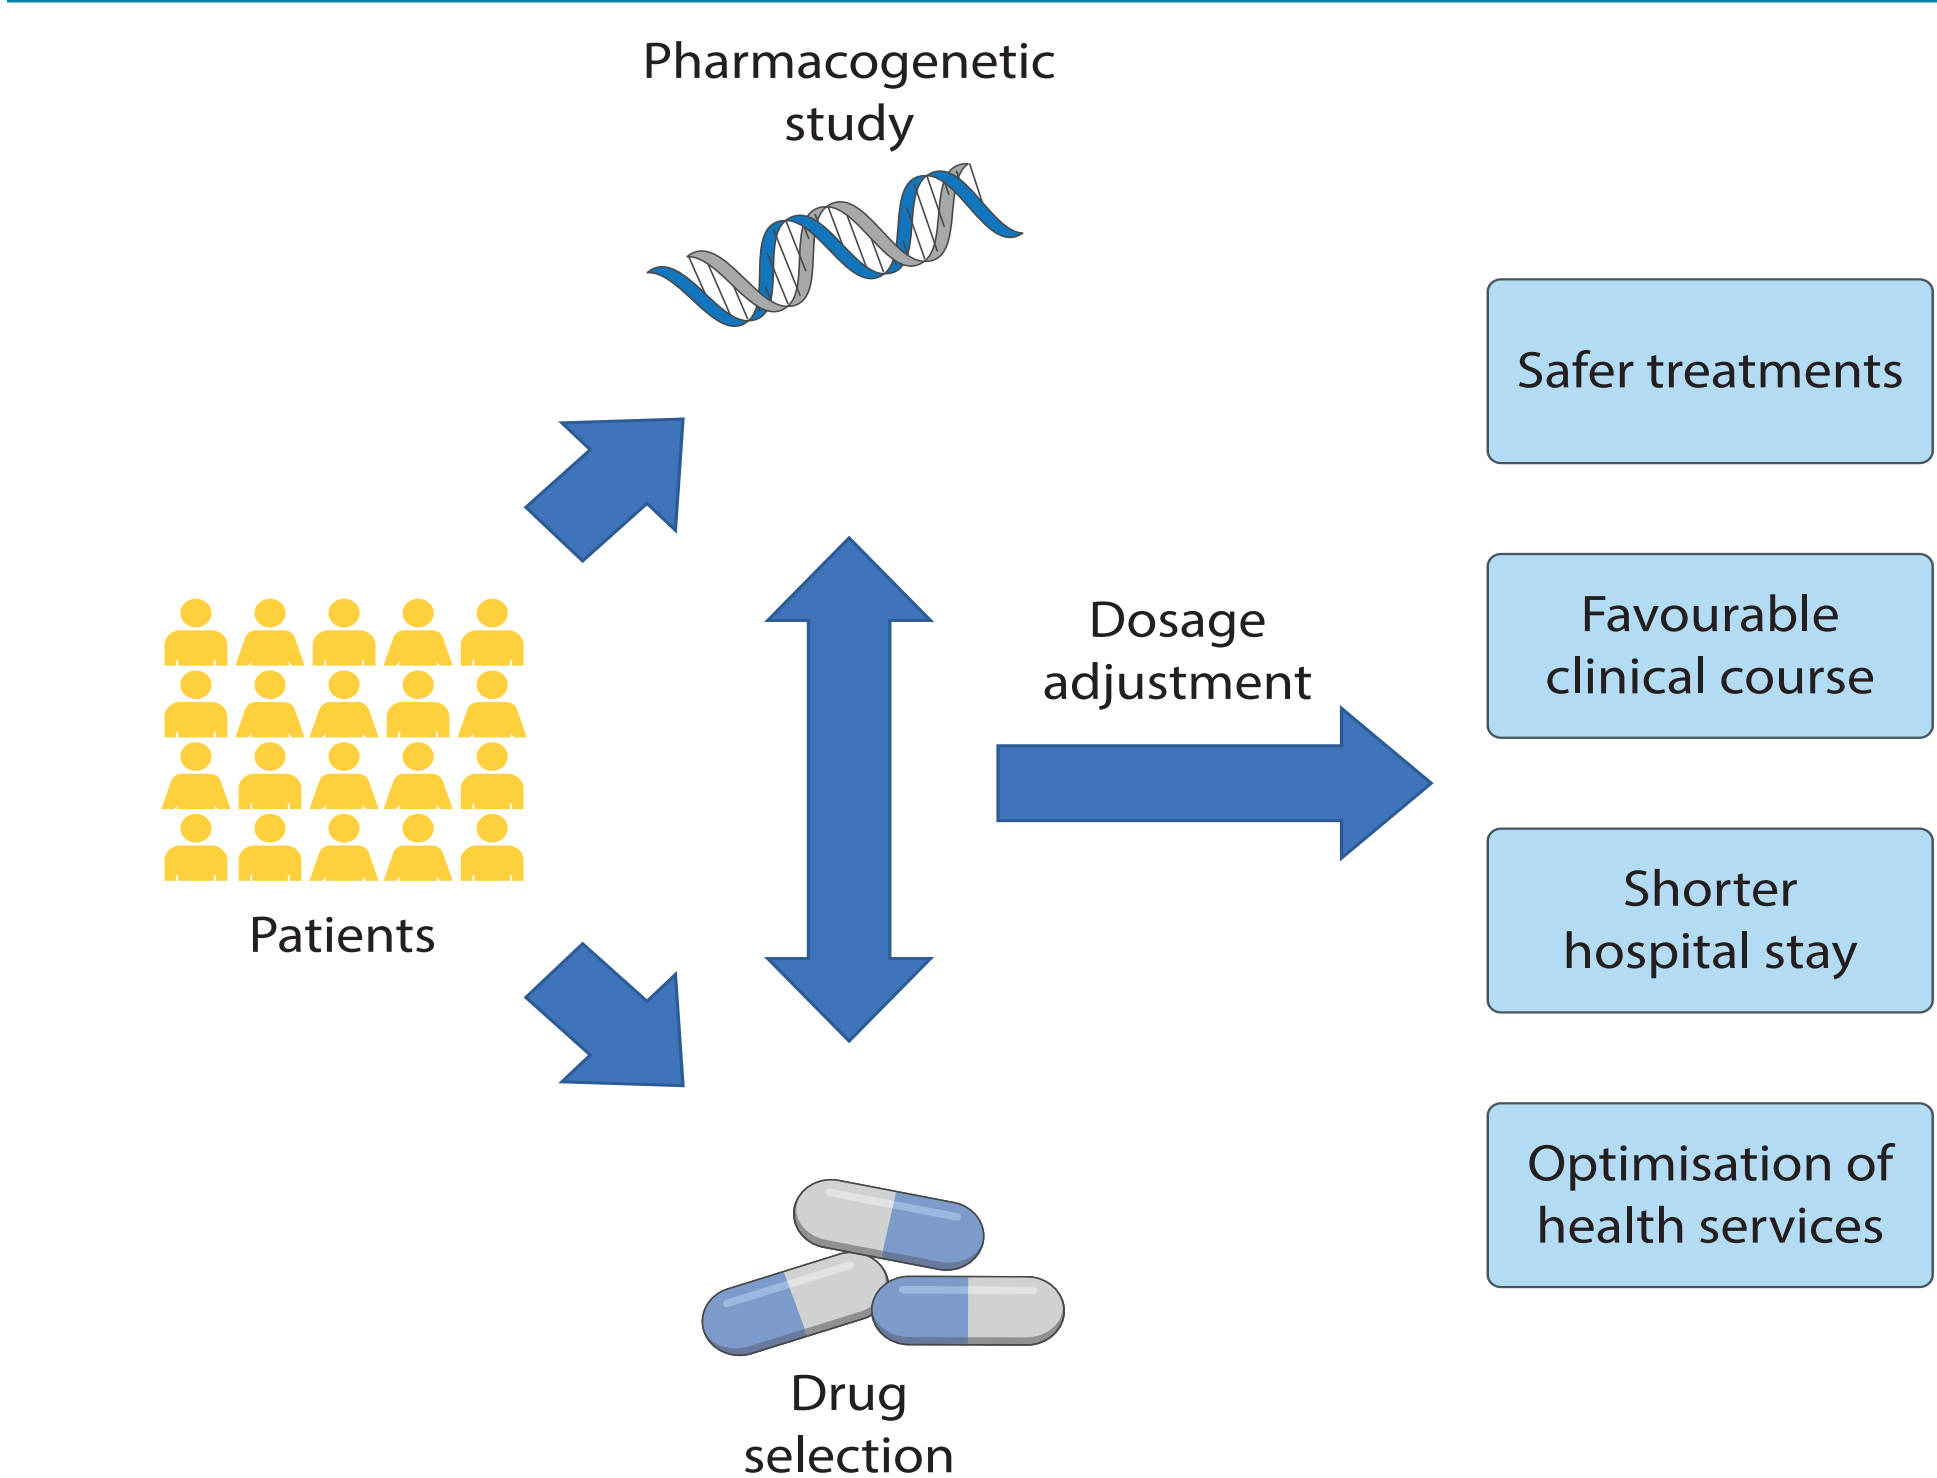 Pharmacogenetic
study
Patients
Dosage
adjustment
Drug
selection
Safer treatments
Favourable
clinical course
Shorter
hospital stay
Optimisation of
health services